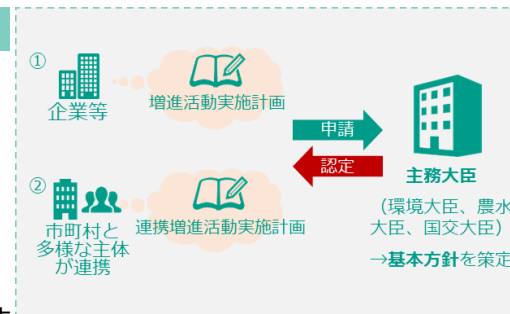 ①
企業等
増進活動実施計画
申請
認定
主務大臣
（環境大臣、農水
大臣、国交大臣）
→基本方針を策定
②
市町村と
多様な主体
が連携
連携増進活動実施計画